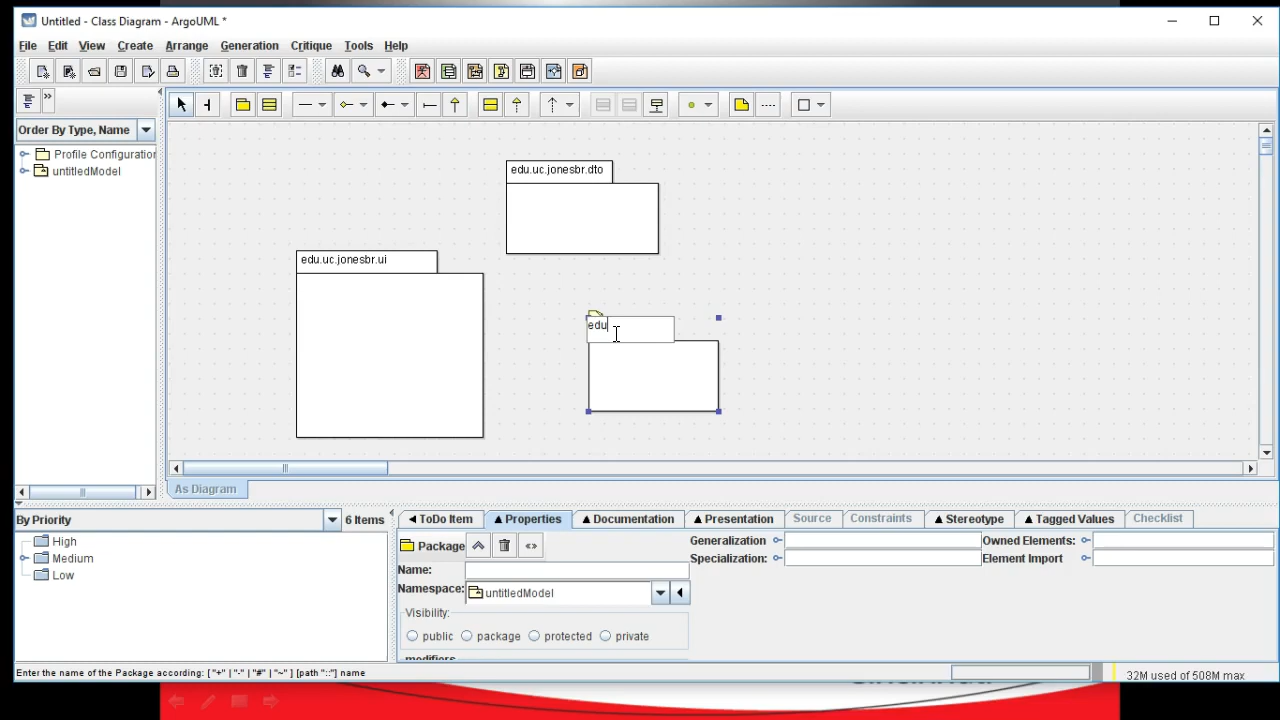 Untitled - Class Diagram - ArgoUML *
File Edit View Create Arrange Generation Critique Tools Help
Order By Type, Name
Profile Configuration
untitledModel
edu.uc.jonesbr.dto
edu.uc.jonesbr.ui
edu
As Diagram
By Priority 6 Items
High
Medium
Low
ToDo Item Properties Documentation Presentation Source Constraints Stereotype Tagged Values Checklist
Package
Name:
Namespace: untitledModel
Visibility:
public package protected private
modifiers
Generalization
Specialization:
Owned Elements:
Element Import
Enter the name of the Package according: [ "+" | "-" | "#" | "~" ] [path "::"] name
32M used of 508M max